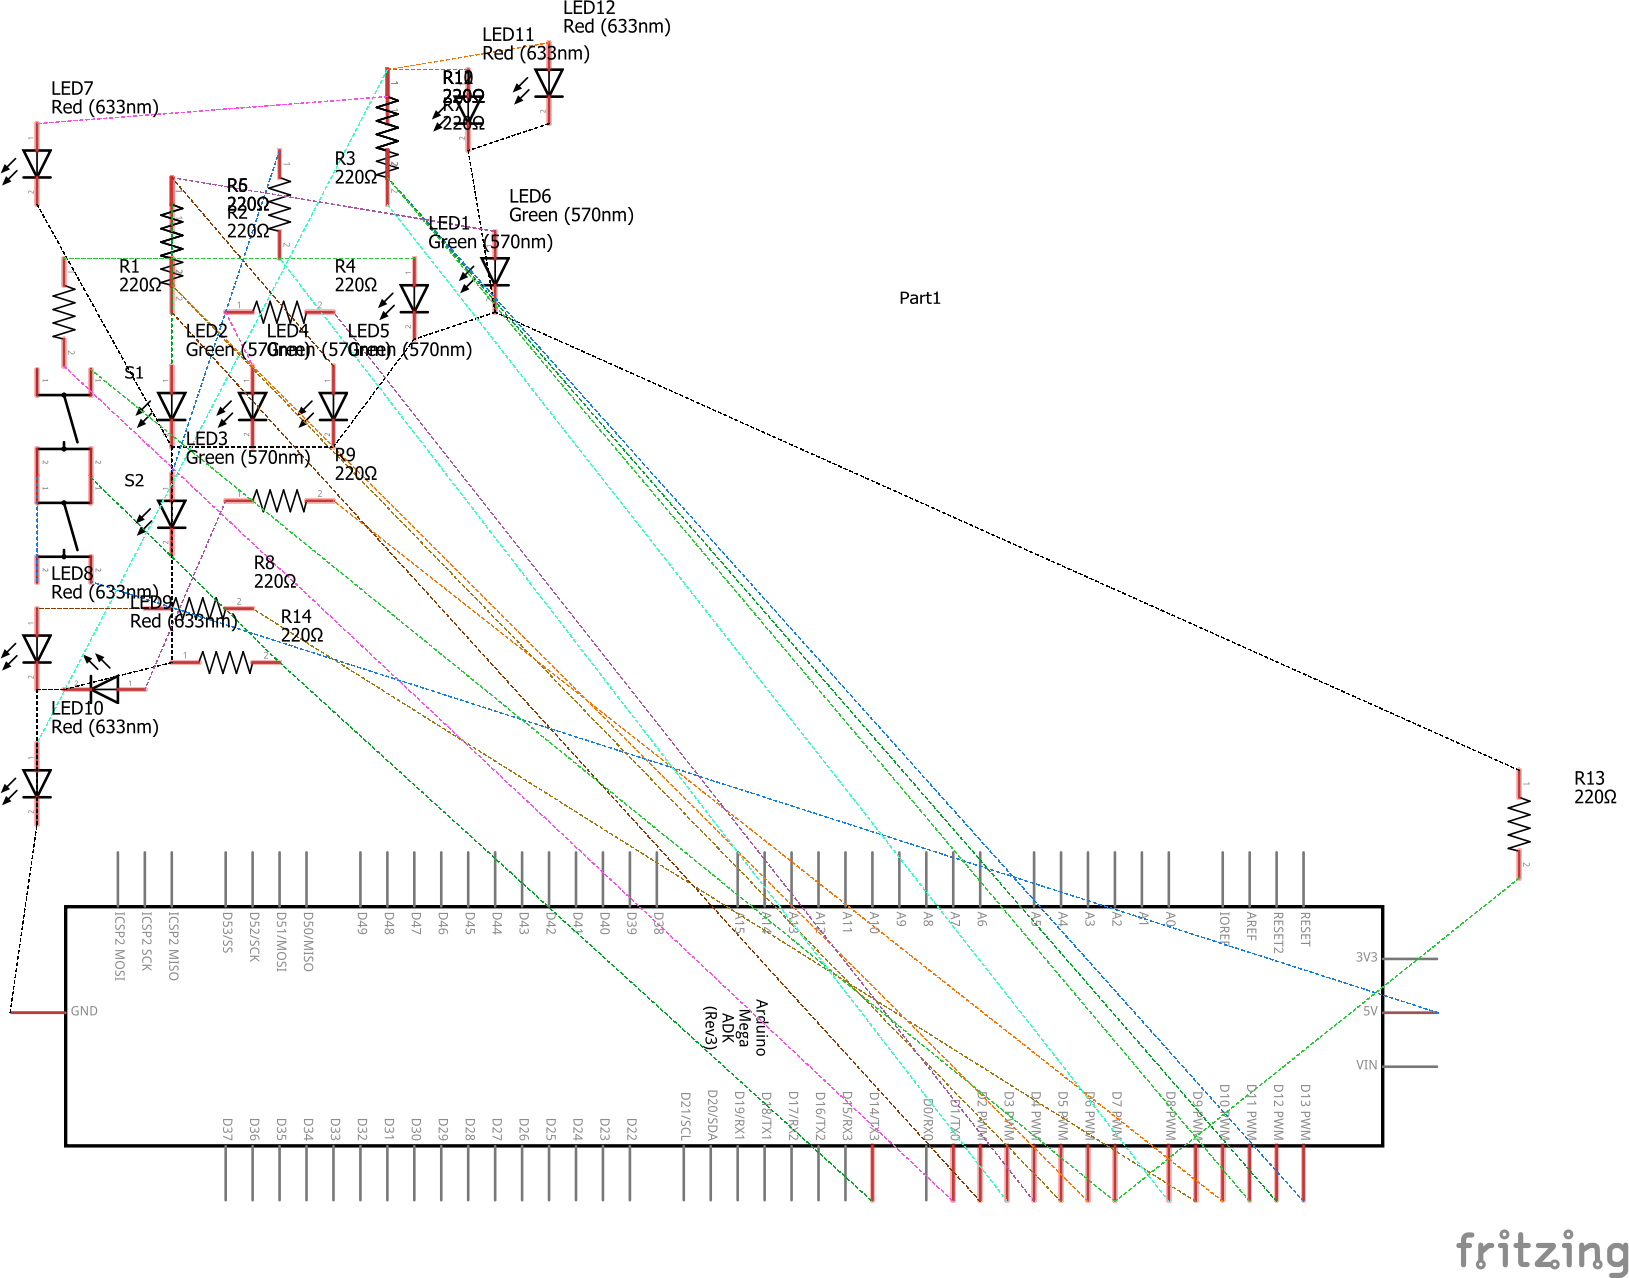 LED12
Red (633nm)
LED11
Red (633nm)
LED7
Red (633nm)
220Ω
R7
220Ω
R3
220Ω
220Ω
R2
220Ω
LED6
Green (570nm)
LED1
Green (570nm)
R1
220Ω
R4
220Ω
Part1
LED2
Green (570nm)
LED4
Green (570nm)
LED5
Green (570nm)
S1
LED3
Green (570nm)
R9
220Ω
S2
R8
220Ω
LED8
Red (633nm)
LED9
Red (633nm)
R14
220Ω
LED10
Red (633nm)
R13
220Ω
ICSP2 MOSI
ICSP2 SCK
ICSP2 MISO
D53/SS
D52/SCK
D51/MOSI
D50/MISO
D49
D48
D47
D46
D45
D44
D43
D42
D41
D40
D39
D38
A15
A14
A13
A12
A11
A10
A9
A8
A7
A6
A5
A4
A3
A2
A1
A0
IOREF
AREF
RESET2
RESET
3V3
GND
5V
VIN
Arduino
Mega
ADK
(Rev3)
D37
D36
D35
D34
D33
D32
D31
D30
D29
D28
D27
D26
D25
D24
D23
D22
D21/SCL
D20/SDA
D19/RX1
D18/TX1
D17/RX2
D16/TX2
D15/RX3
D14/TX3
D0/RX0
D1/TX0
D2 PWM
D3 PWM
D4 PWM
D5 PWM
D6 PWM
D7 PWM
D8 PWM
D9 PWM
D10 PWM
D11 PWM
D12 PWM
D13 PWM
fritzing